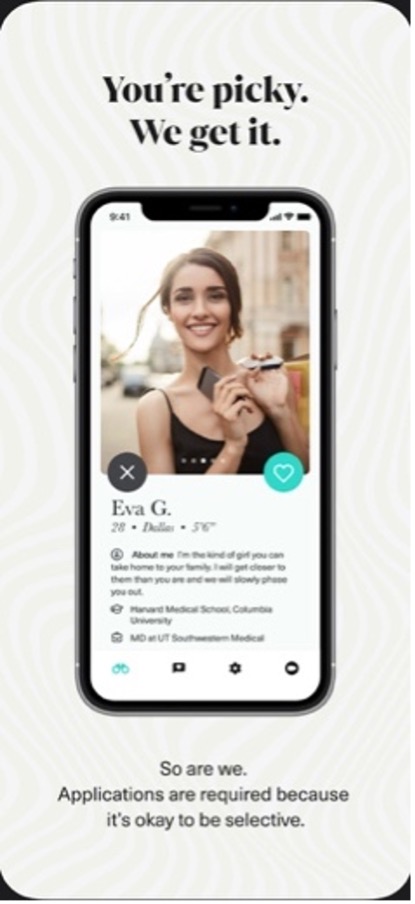 You're picky.
We get it.
9:41
Eva G.
28 • Dallas • 5'6"
About me I'm the kind of girl you can
take home to your family. I will get closer to
them than you are and we will slowly phase
you out.
Harvard Medical School, Columbia
University
MD at UT Southwestern Medical
So are we.
Applications are required because
it's okay to be selective.